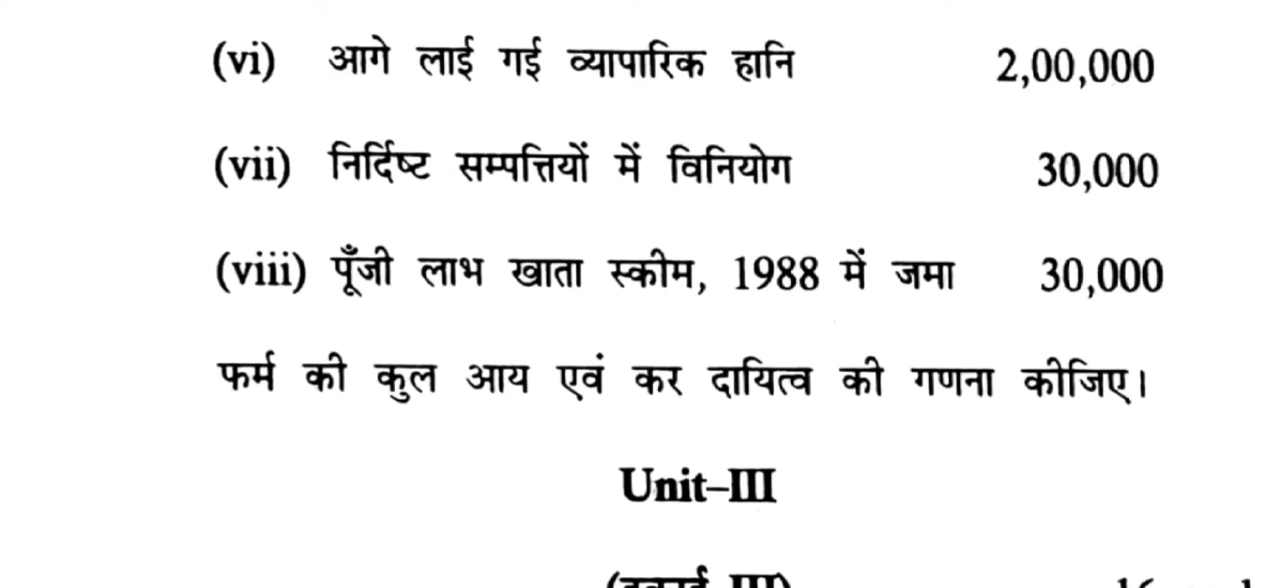 (vi) आगे लाई गई व्यापारिक हानि 2,00,000
(vii) निर्दिष्ट सम्पत्तियों में विनियोग 30,000
(viii) पूँजी लाभ खाता स्कीम, 1988 में जमा 30,000
फर्म की कुल आय एवं कर दायित्व की गणना कीजिए।
Unit–III